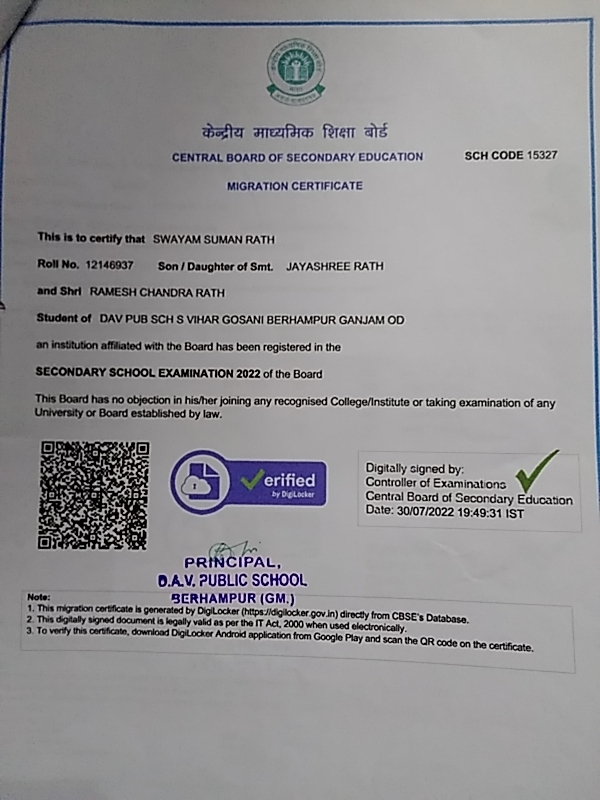 केन्द्रीय माध्यमिक शिक्षा बोर्ड
CENTRAL BOARD OF SECONDARY EDUCATION SCH CODE 15327
MIGRATION CERTIFICATE
This is to certify that SWAYAM SUMAN RATH
Roll No. 12146937 Son / Daughter of Smt. JAYASHREE RATH
and Shri RAMESH CHANDRA RATH
Student of DAV PUB SCH S VIHAR GOSANI BERHAMPUR GANJAM OD
an institution affiliated with the Board has been registered in the
SECONDARY SCHOOL EXAMINATION 2022 of the Board
This Board has no objection in his/her joining any recognised College/Institute or taking examination of any
University or Board established by law.
erified
by DigiLocker
Digitally signed by:
Controller of Examinations
Central Board of Secondary Education
Date: 30/07/2022 19:49:31 IST
PRINCIPAL,
D.A.V. PUBLIC SCHOOL
BERHAMPUR (GM.)
Note:
1. This migration certificate is generated by DigiLocker (https://digilocker.gov.in) directly from CBSE's Database.
2. This digitally signed document is legally valid as per the IT Act, 2000 when used electronically.
3. To verify this certificate, download DigiLocker Android application from Google Play and scan the QR code on the certificate.